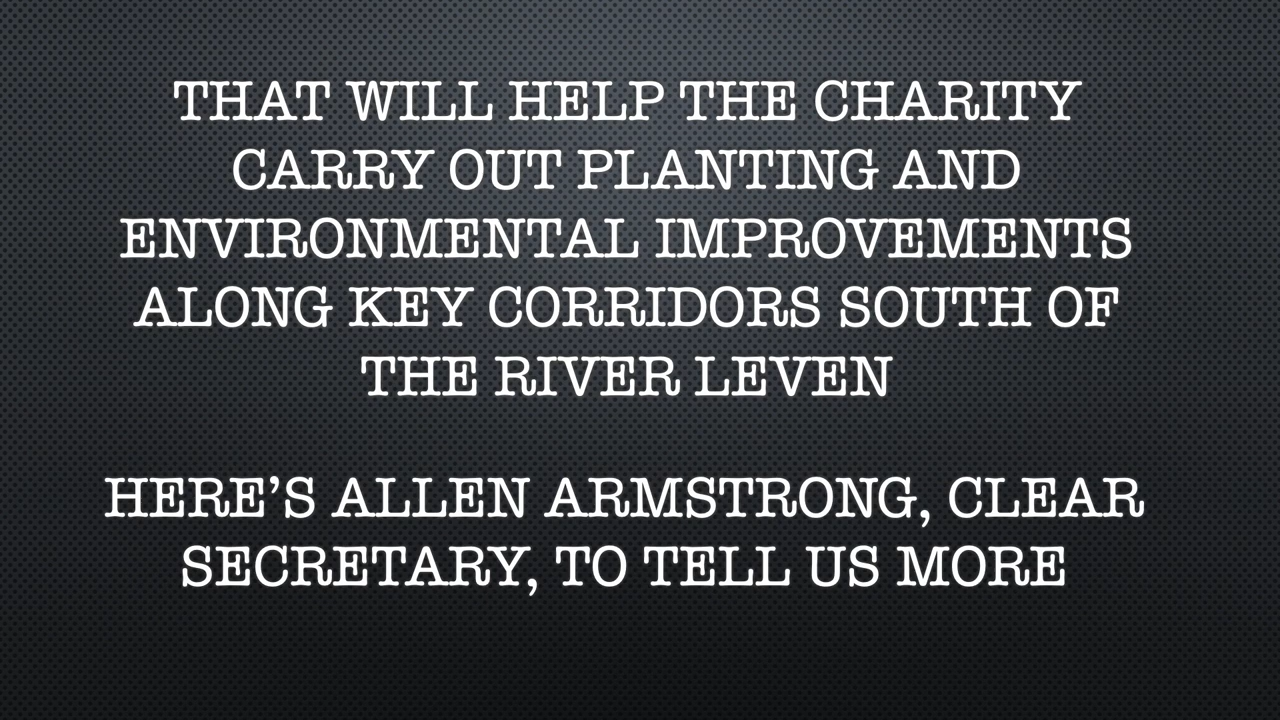 THAT WILL HELP THE CHARITY
CARRY OUT PLANTING AND
ENVIRONMENTAL IMPROVEMENTS
ALONG KEY CORRIDORS SOUTH OF
THE RIVER LEVEN
HERE’S ALLEN ARMSTRONG, CLEAR
SECRETARY, TO TELL US MORE